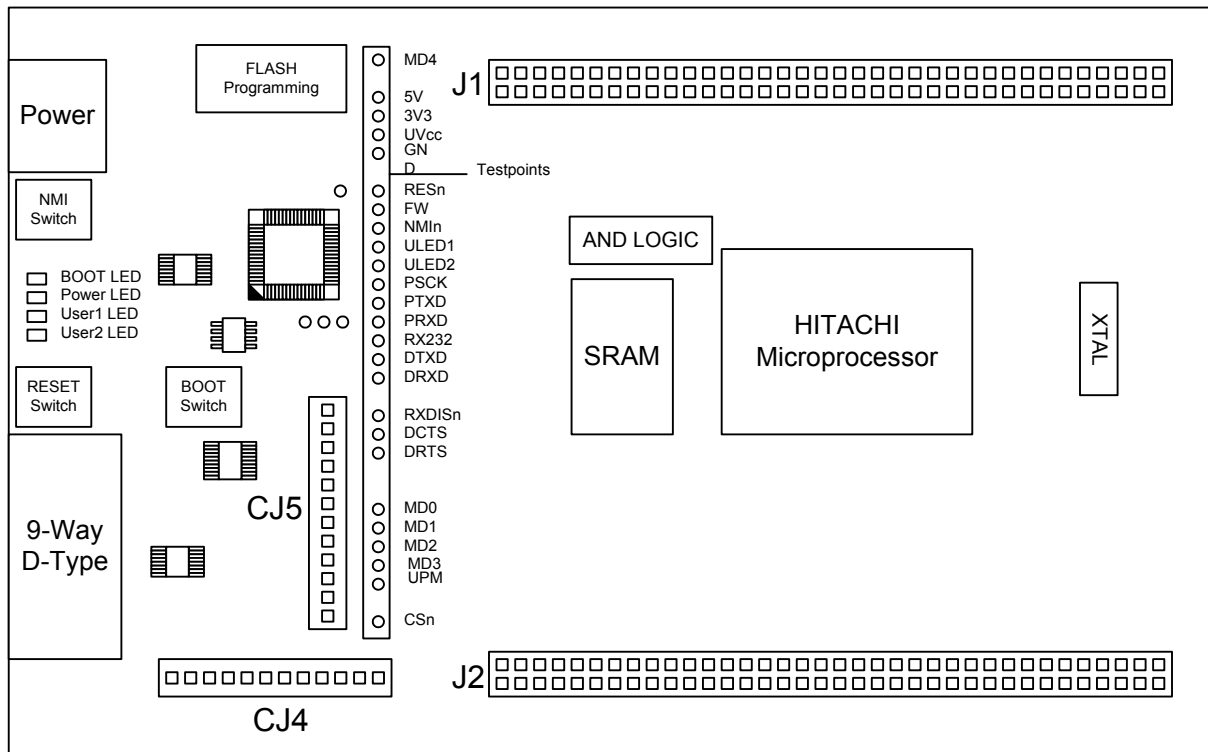 FLASH
Programming
Power
NMI
Switch
BOOT LED
Power LED
User1 LED
User2 LED
RESET
Switch
BOOT
Switch
9-Way
D-Type
CJ5
CJ4
MD4
5V
3V3
UVcc
GN
D
Testpoints
RESn
FW
NMIn
ULED1
ULED2
PSCK
PTXD
PRXD
RX232
DTXD
DRXD
RXDISn
DCTS
DRTS
MD0
MD1
MD2
MD3
UPM
CSn
J1
AND LOGIC
SRAM
HITACHI
Microprocessor
XTAL
J2